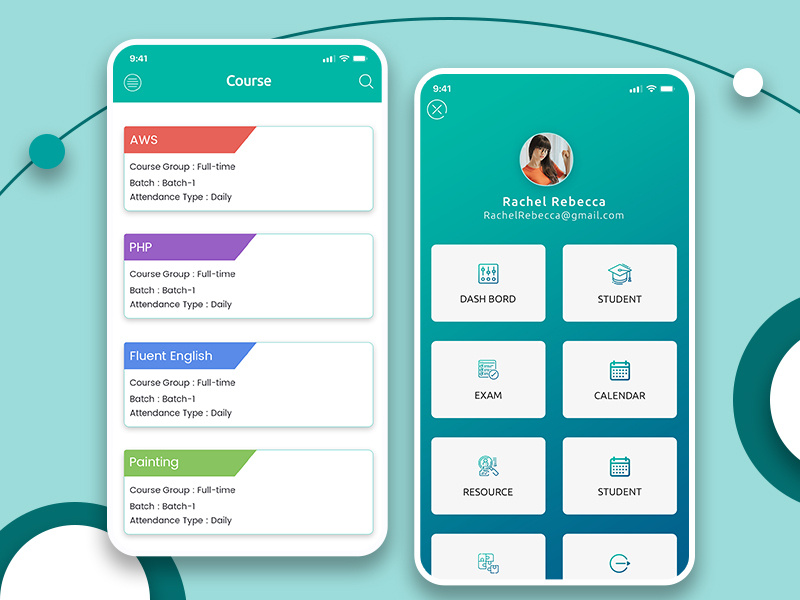 9:41
Course
AWS
Course Group : Full-time
Batch : Batch-1
Attendance Type : Daily
PHP
Course Group : Full-time
Batch : Batch-1
Attendance Type : Daily
Fluent English
Course Group : Full-time
Batch : Batch-1
Attendance Type : Daily
Painting
Course Group : Full-time
Batch : Batch-1
Attendance Type : Daily
9:41
Rachel Rebecca
RachelRebecca@gmail.com
DASH BORD
STUDENT
EXAM
CALENDAR
RESOURCE
STUDENT